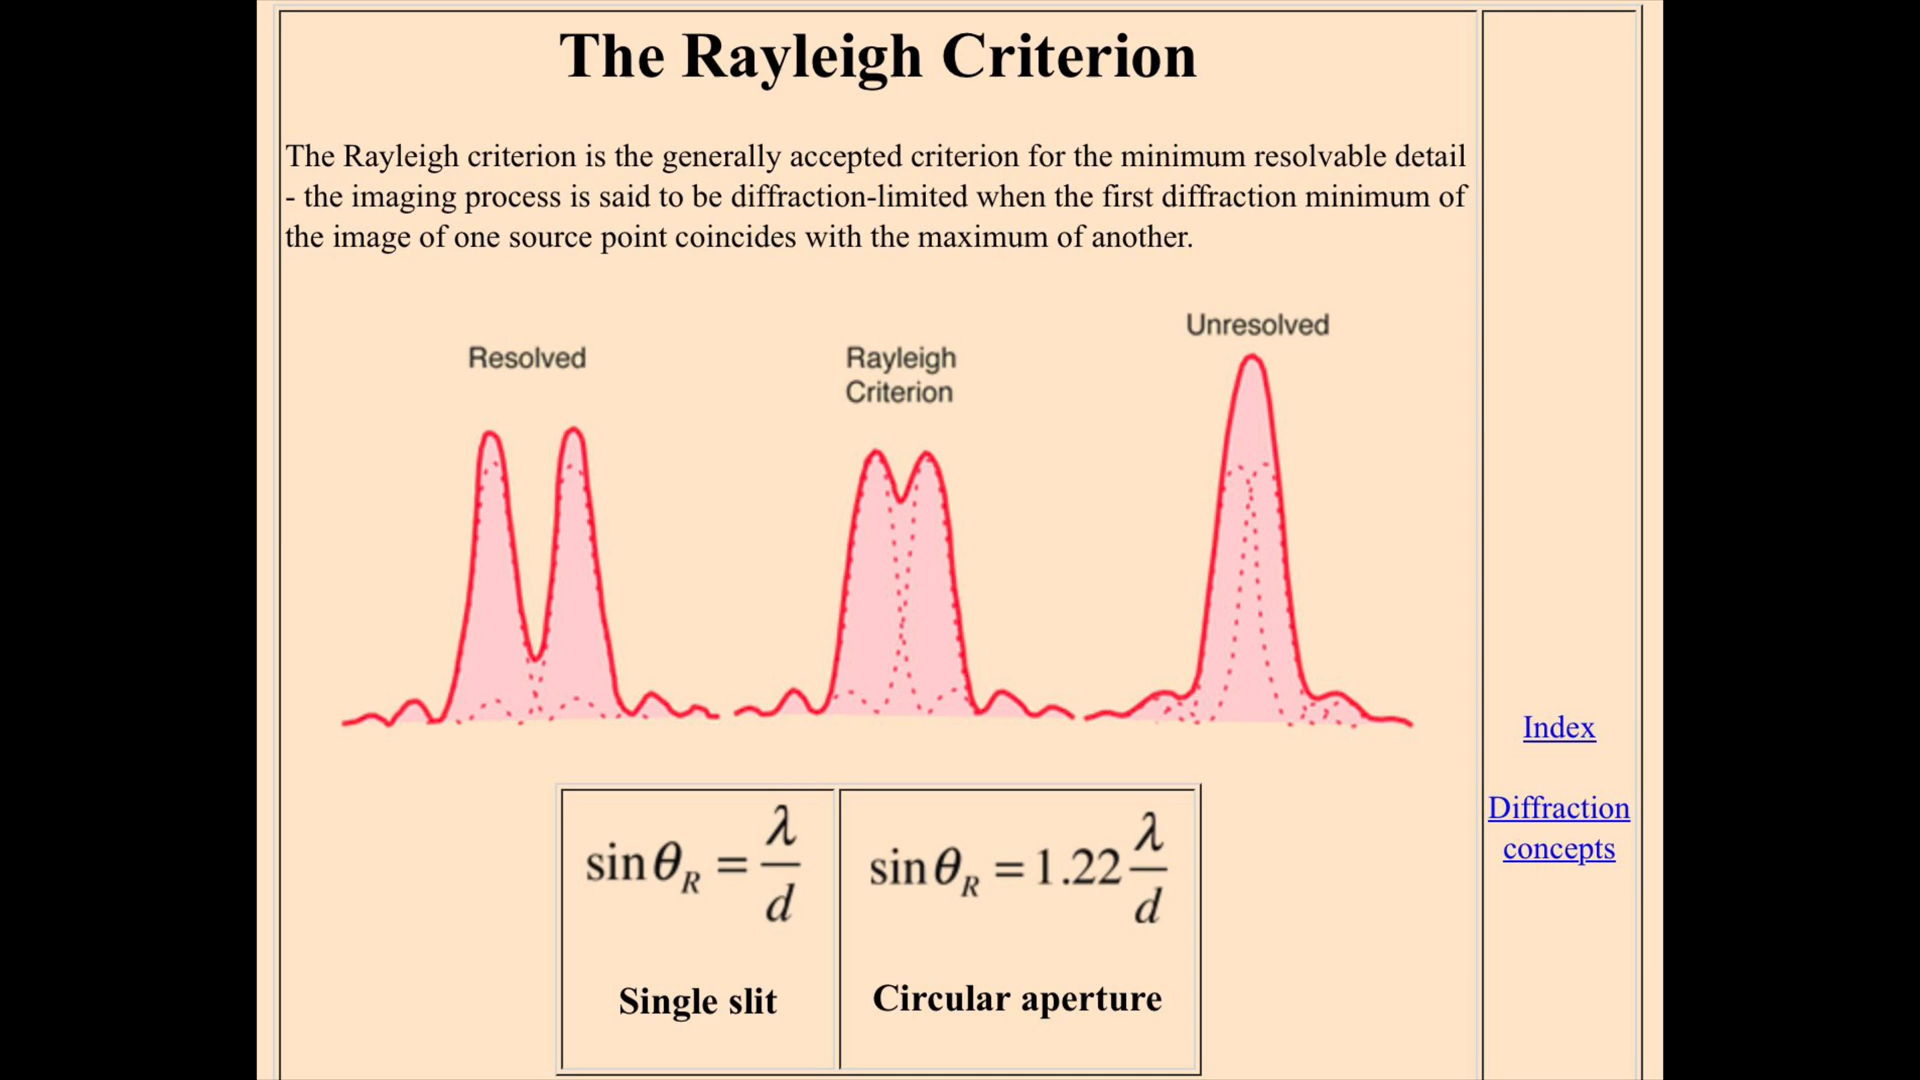 The Rayleigh Criterion
The Rayleigh criterion is the generally accepted criterion for the minimum resolvable detail
- the imaging process is said to be diffraction-limited when the first diffraction minimum of
the image of one source point coincides with the maximum of another.
Resolved
Rayleigh
Criterion
Unresolved
sin θ_R = λ/d
Single slit
sin θ_R = 1.22 λ/d
Circular aperture
Index
Diffraction
concepts